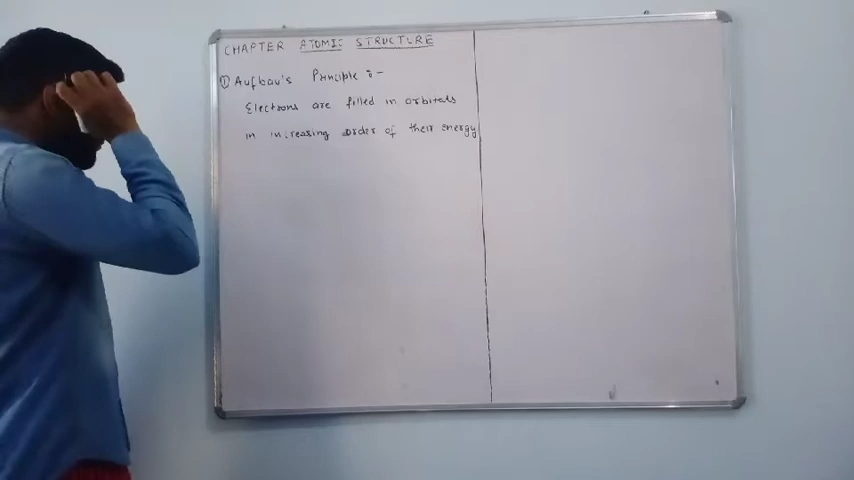 CHAPTER ATOMIC STRUCTURE
① Aufbau's Principle :-
Electrons are filled in orbitals
in increasing order of their energy